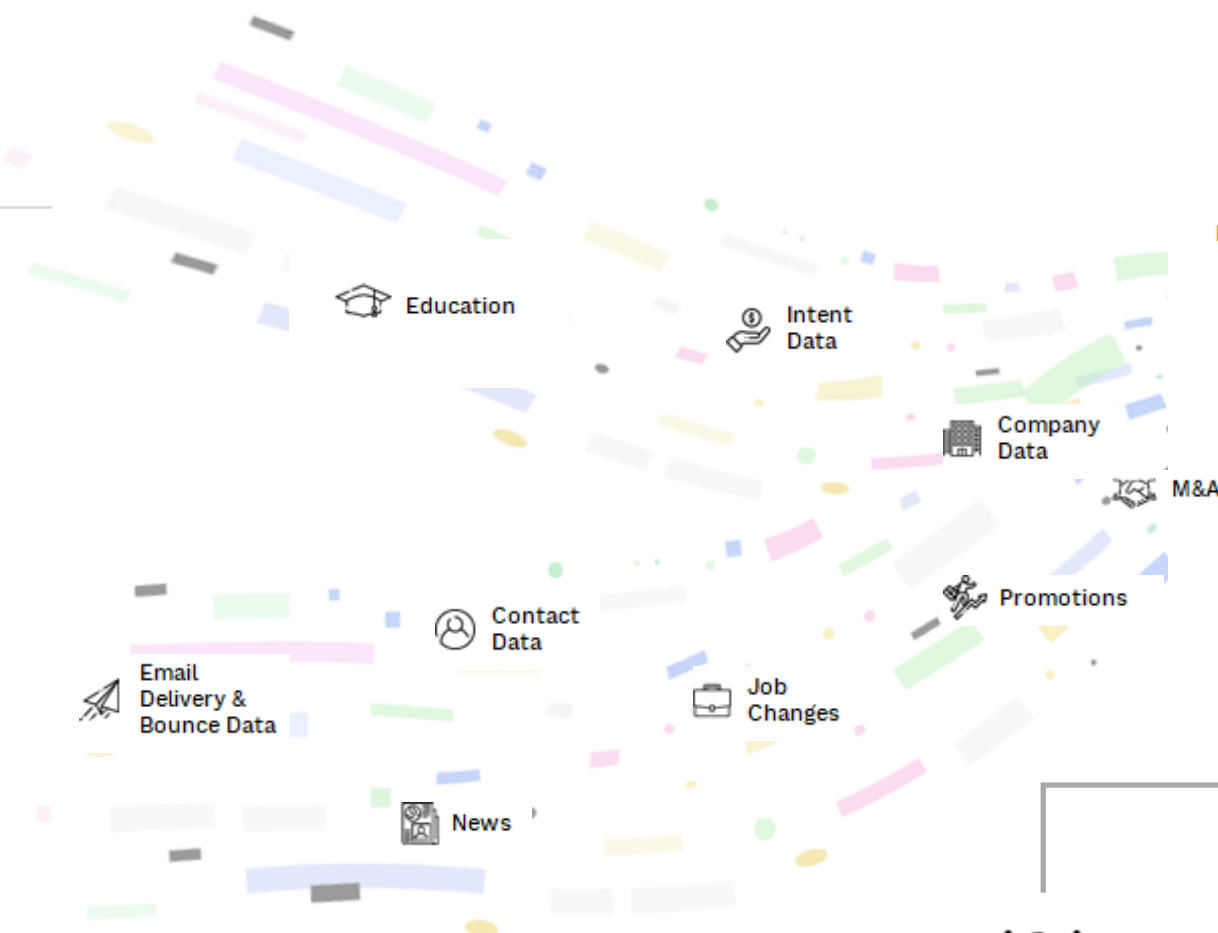 Education
Intent
Data
Company
Data
M&A
Promotions
Contact
Data
Email
Delivery &
Bounce Data
Job
Changes
News